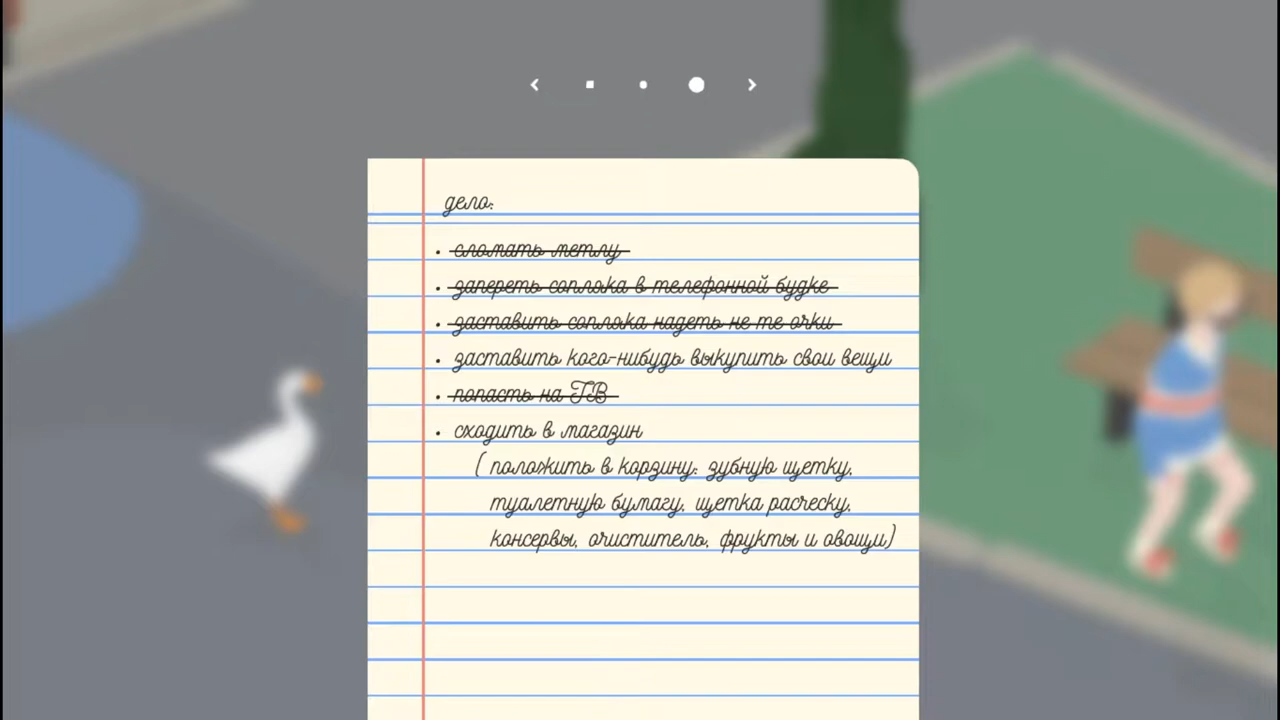 дело:
• сломать метлу
• запереть сопляка в телефонной будке
• заставить сопляка надеть не те очки
• заставить кого-нибудь выкупить свои вещи
• попасть на ТВ
• сходить в магазин
( положить в корзину: зубную щетку,
туалетную бумагу, щетка расческу,
консервы, очиститель, фрукты и овощи)